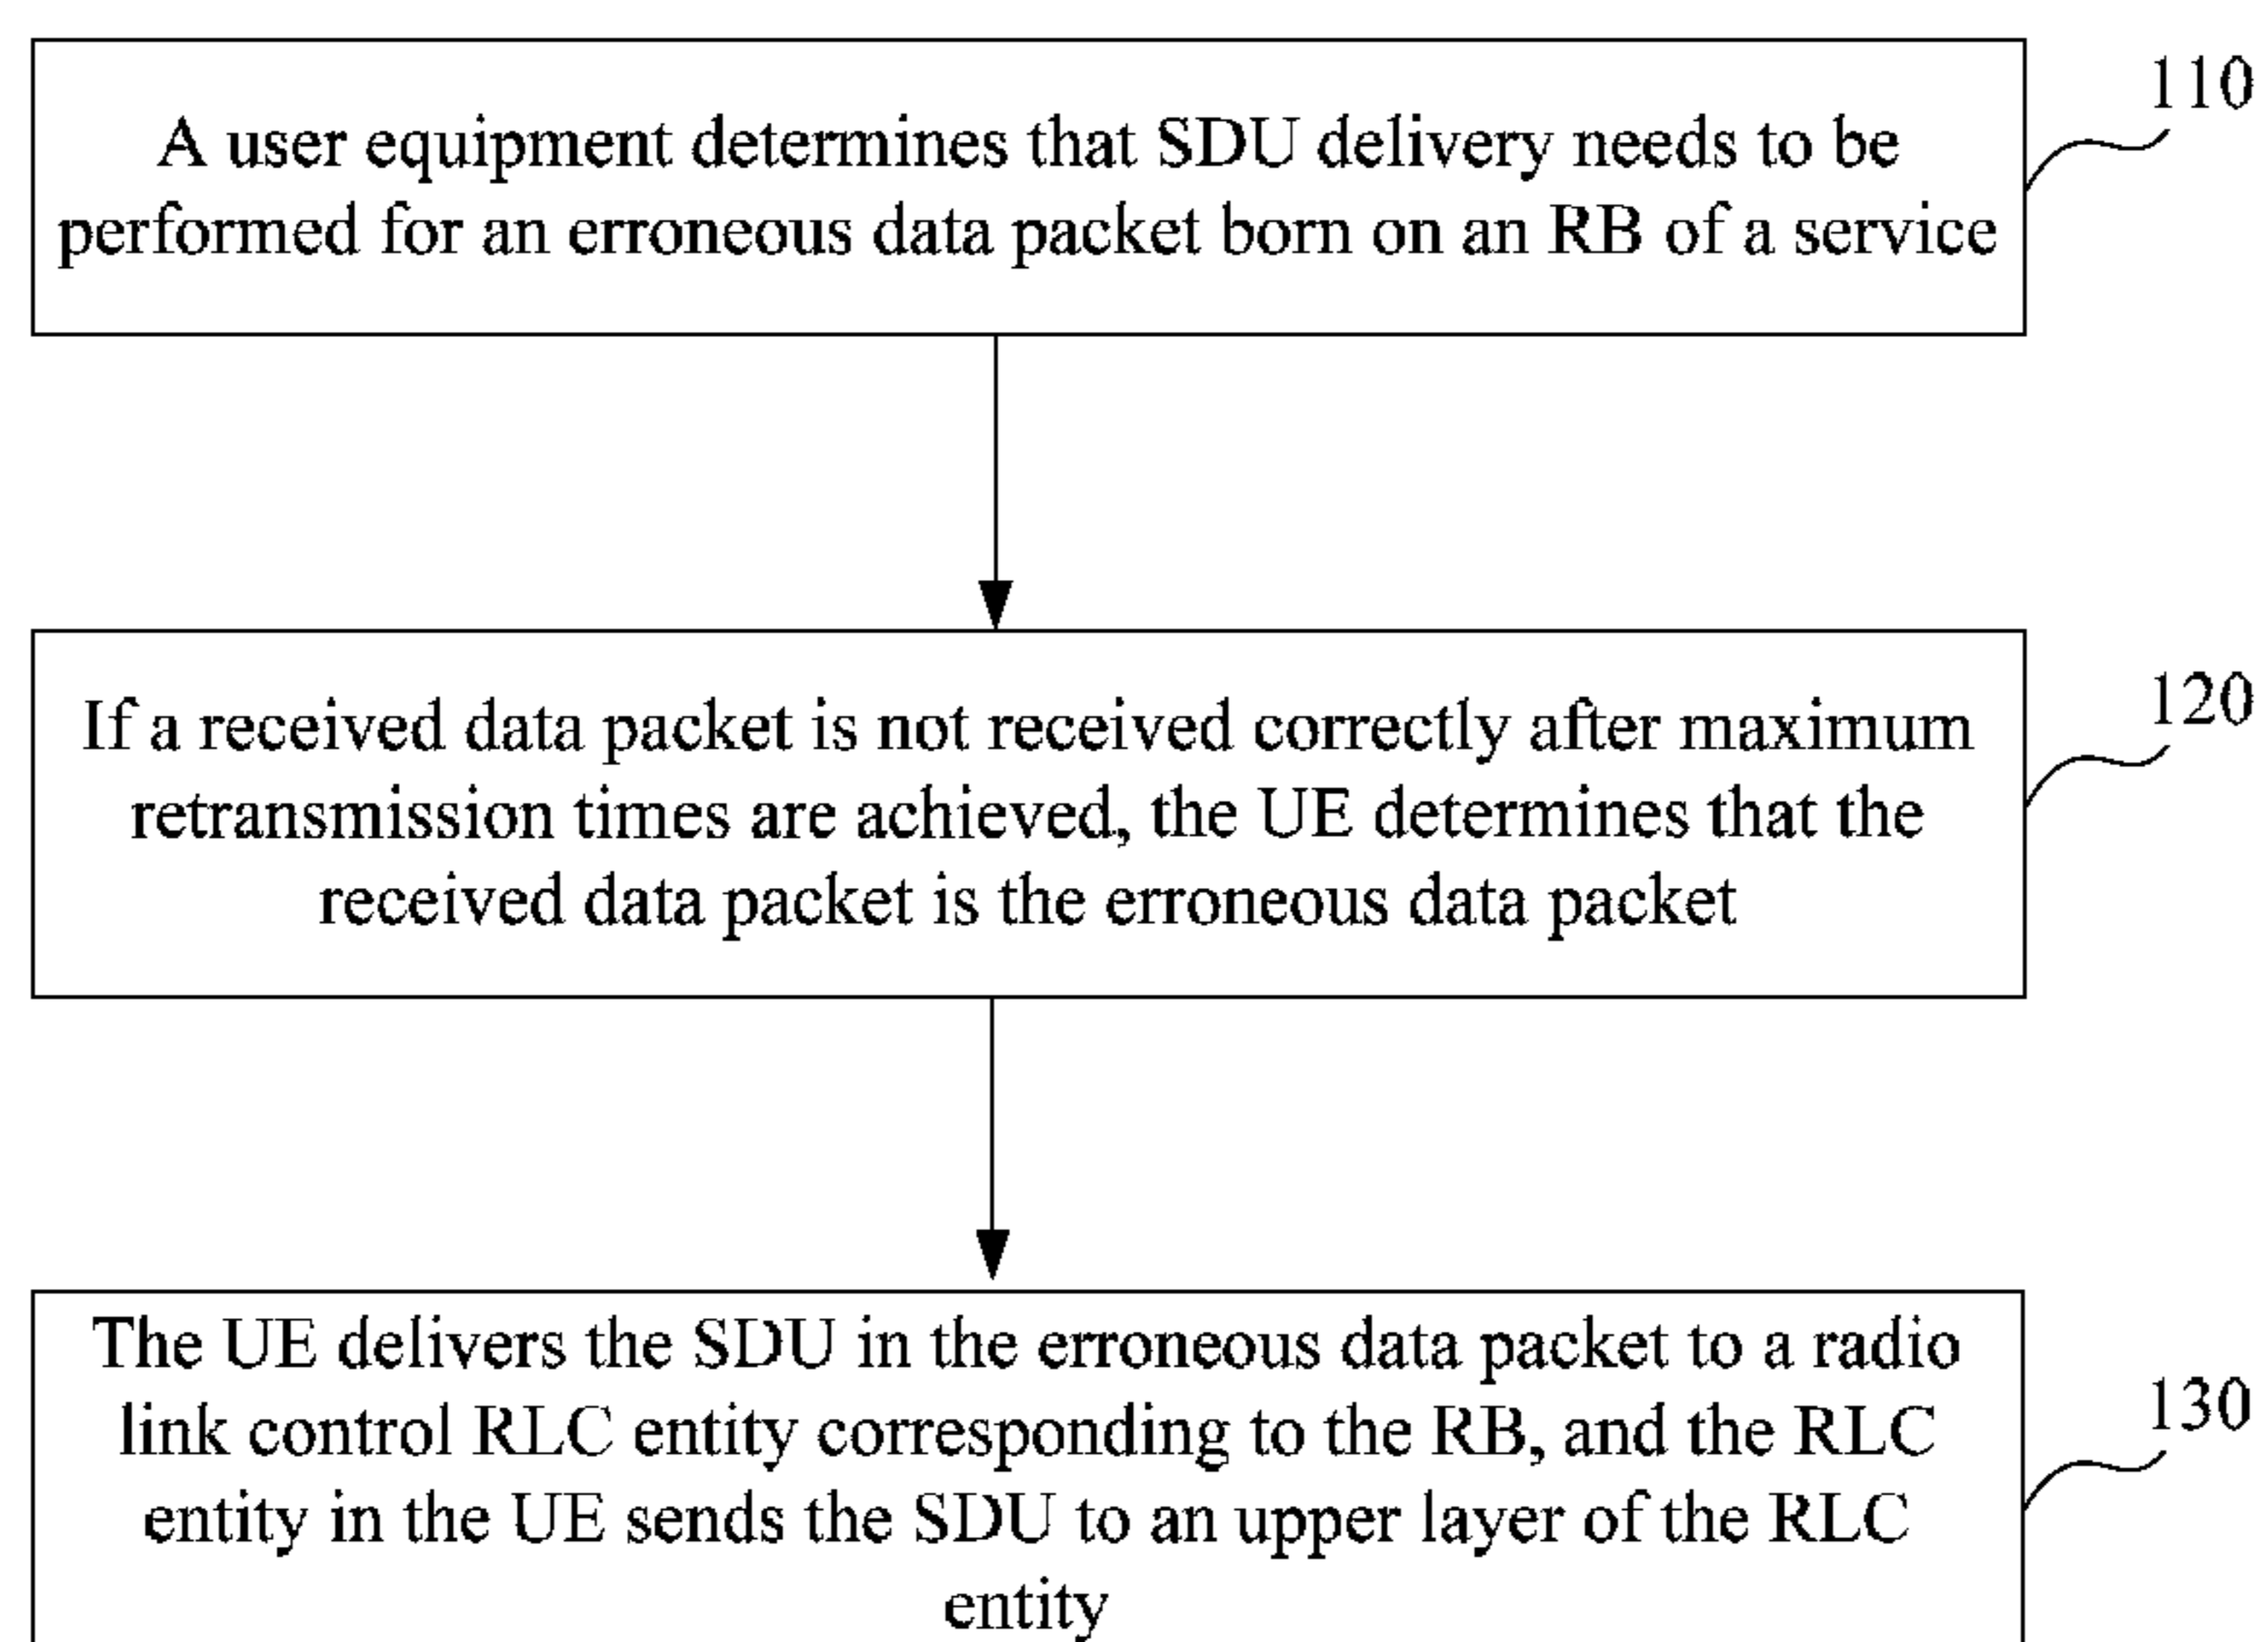 A user equipment determines that SDU delivery needs to be
performed for an erroneous data packet born on an RB of a service
110
If a received data packet is not received correctly after maximum
retransmission times are achieved, the UE determines that the
received data packet is the erroneous data packet
120
The UE delivers the SDU in the erroneous data packet to a radio
link control RLC entity corresponding to the RB, and the RLC
entity in the UE sends the SDU to an upper layer of the RLC
entity
130